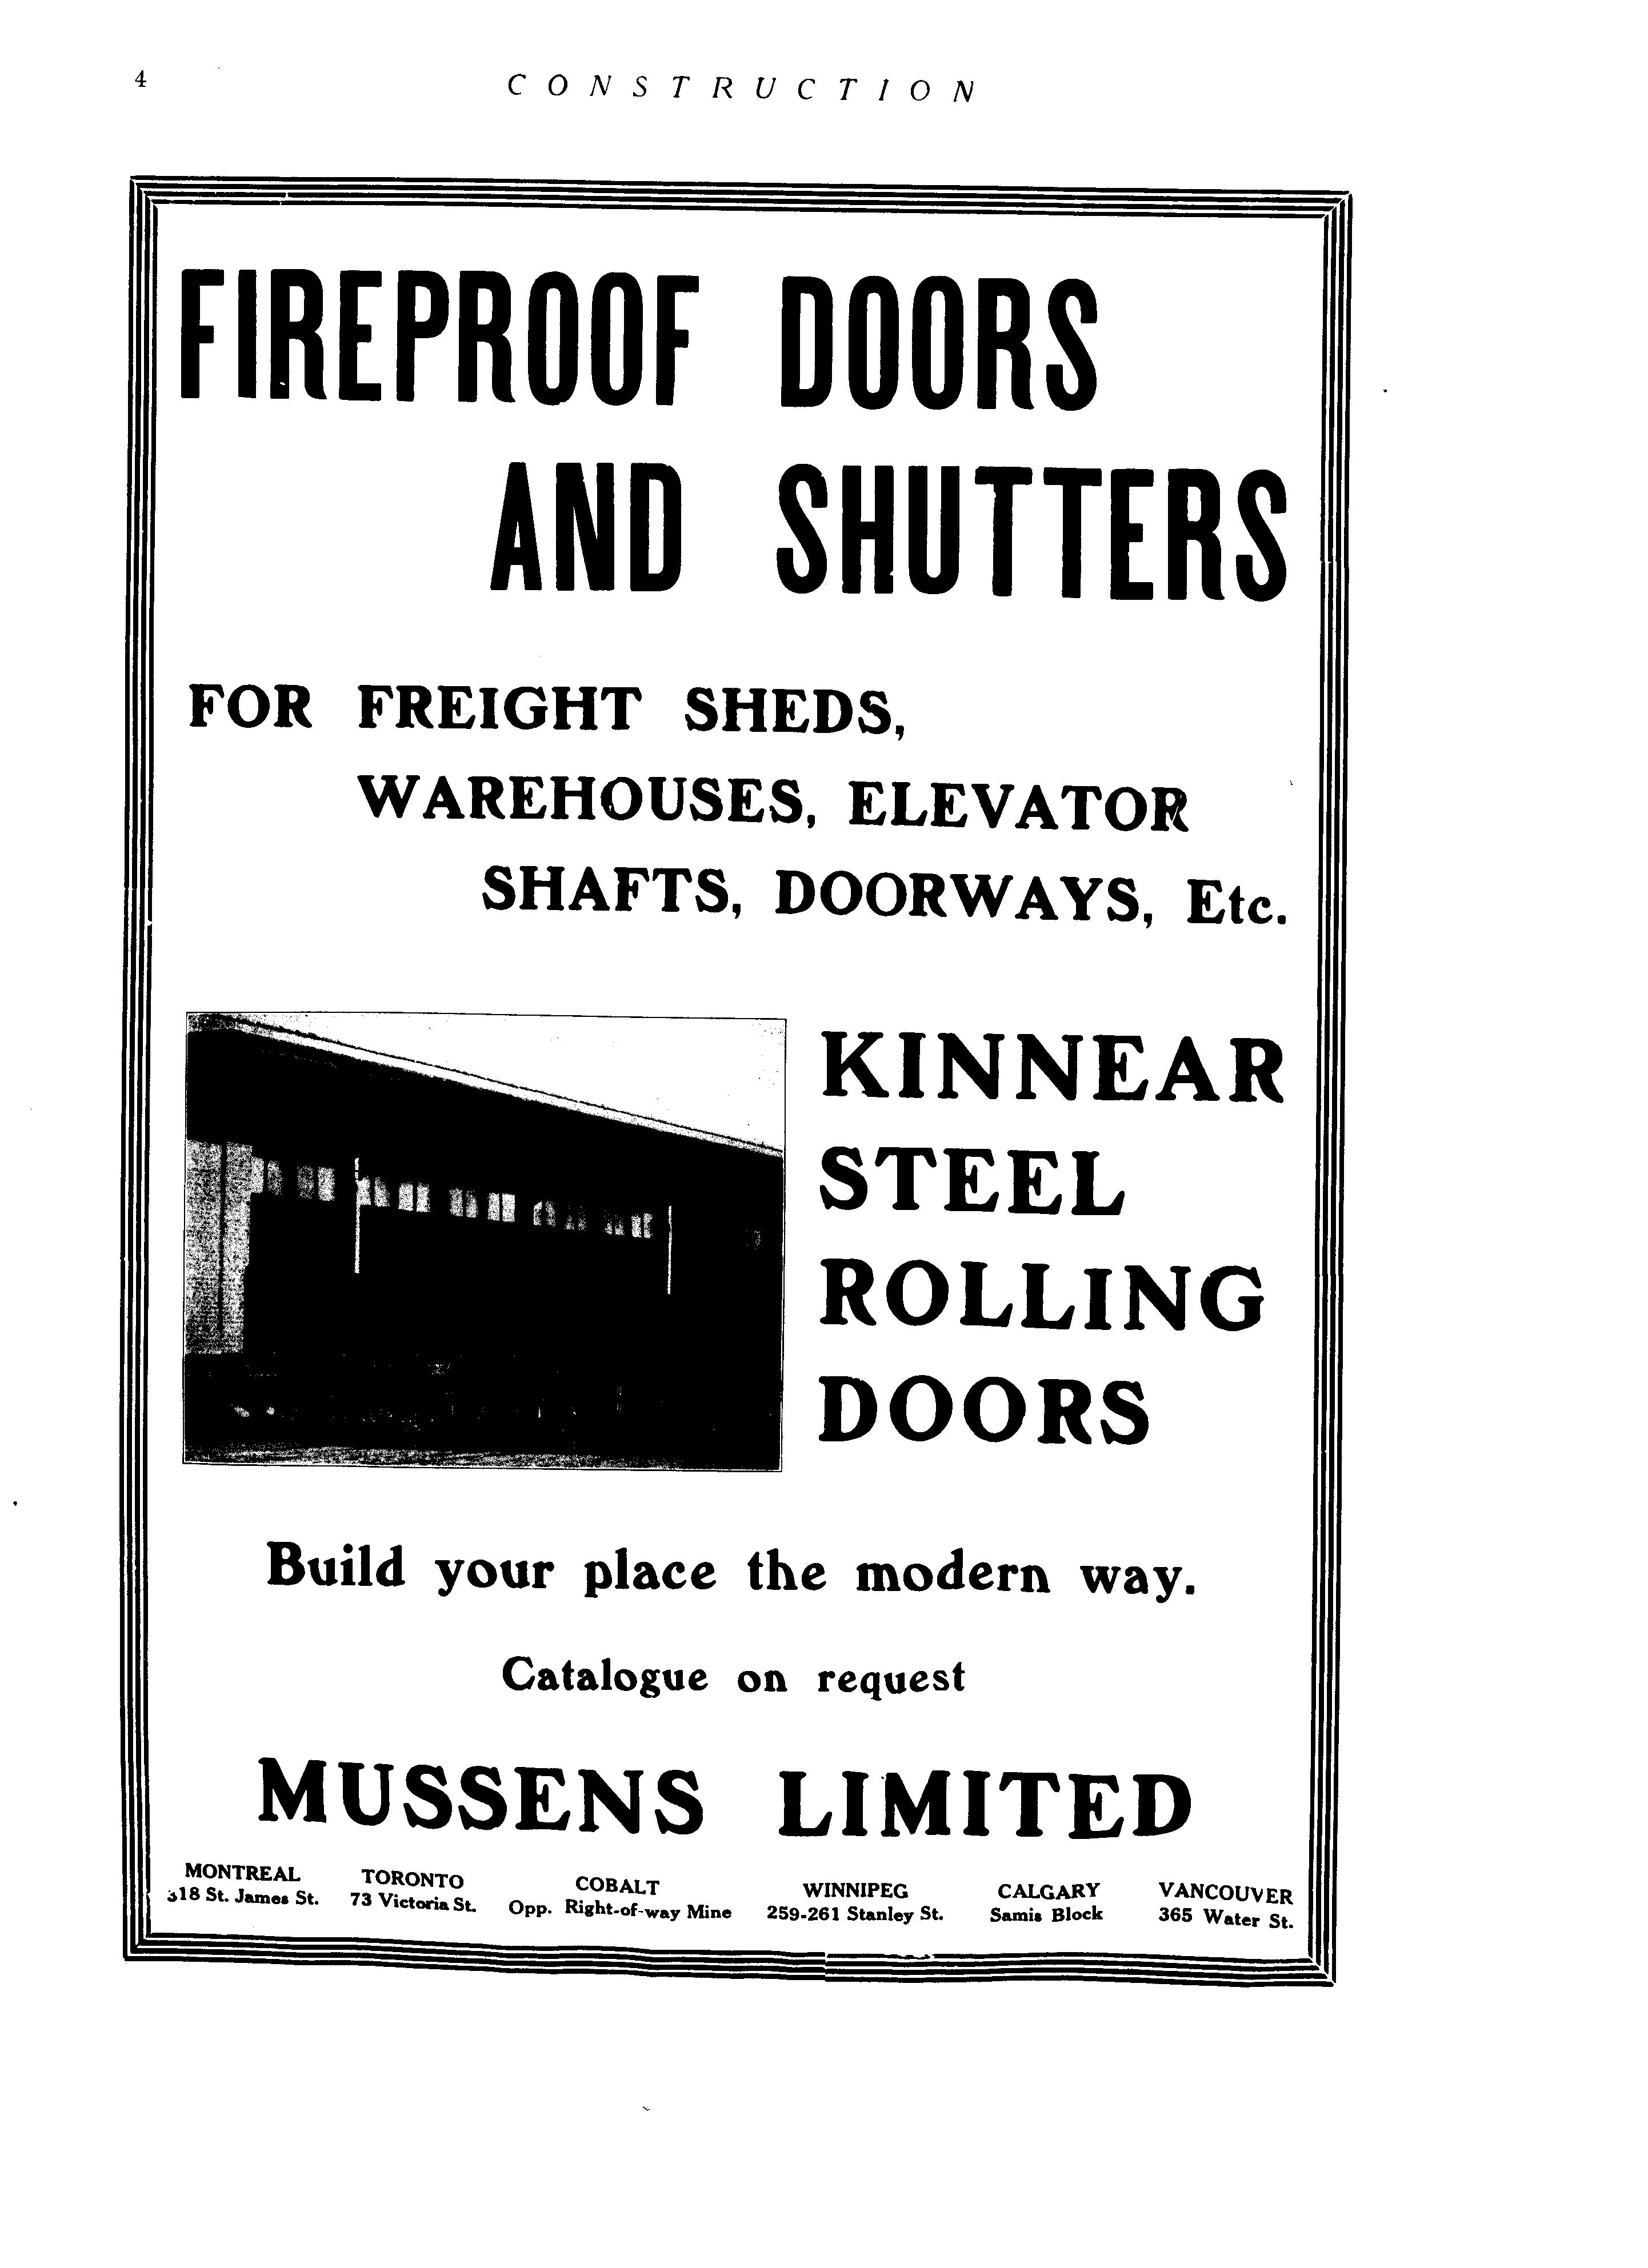 4
CONSTRUCTION
FIREPROOF DOORS
AND SHUTTERS
FOR FREIGHT SHEDS,
WAREHOUSES, ELEVATOR
SHAFTS, DOORWAYS, Etc.
KINNEAR
STEEL
ROLLING
DOORS
Build your place the modern way.
Catalogue on request
MUSSENS LIMITED
MONTREAL
318 St. James St.
TORONTO
73 Victoria St.
COBALT
Opp. Right-of-way Mine
WINNIPEG
259-261 Stanley St.
CALGARY
Samis Block
VANCOUVER
365 Water St.